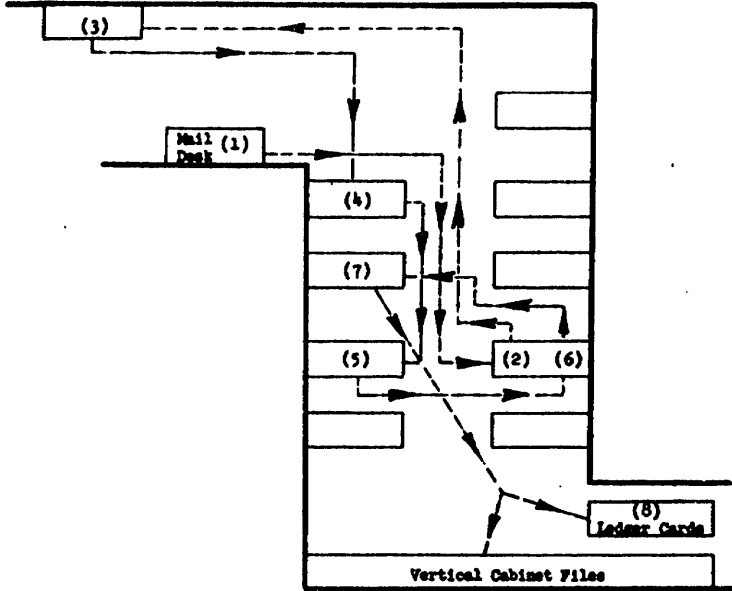 (3)
Mail (1)
Desk
(4)
(7)
(5)
(2) (6)
(8)
Ledger Cards
Vertical Cabinet Files